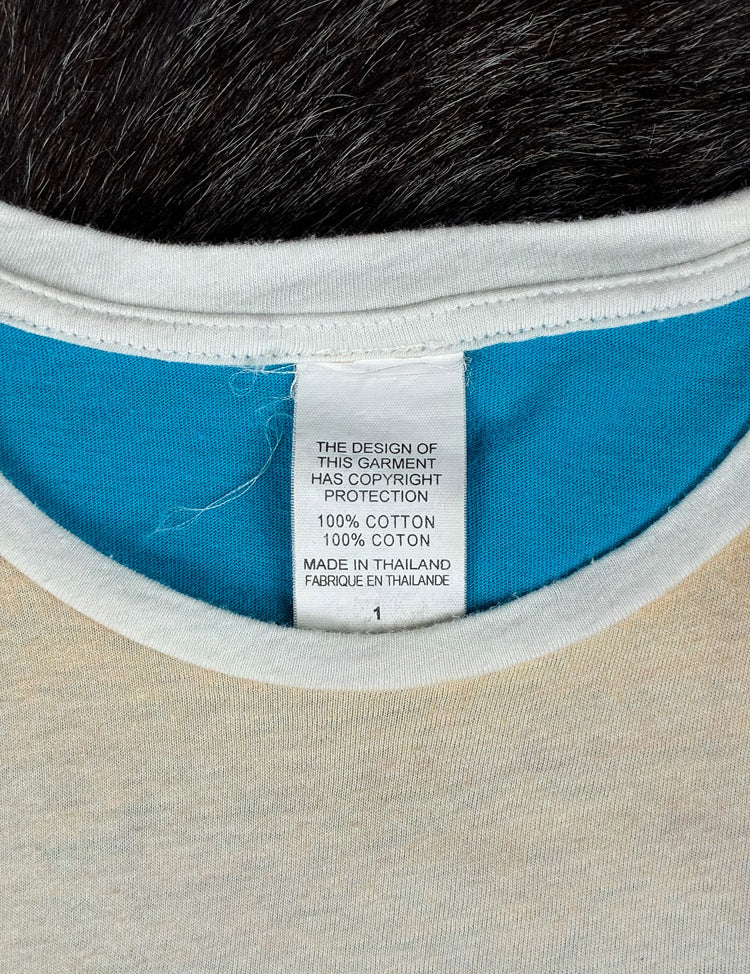 THE DESIGN OF
THIS GARMENT
HAS COPYRIGHT
PROTECTION
100% COTTON
100% COTON
MADE IN THAILAND
FABRIQUE EN THAILANDE
1